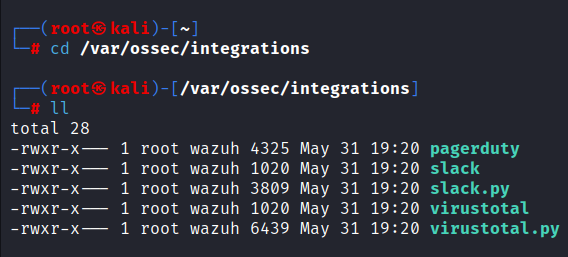 ┌──(root㉿kali)-[~]
└─# cd /var/ossec/integrations
┌──(root㉿kali)-[/var/ossec/integrations]
└─# ll
total 28
-rwxr-x--- 1 root wazuh 4325 May 31 19:20 pagerduty
-rwxr-x--- 1 root wazuh 1020 May 31 19:20 slack
-rwxr-x--- 1 root wazuh 3809 May 31 19:20 slack.py
-rwxr-x--- 1 root wazuh 1020 May 31 19:20 virustotal
-rwxr-x--- 1 root wazuh 6439 May 31 19:20 virustotal.py